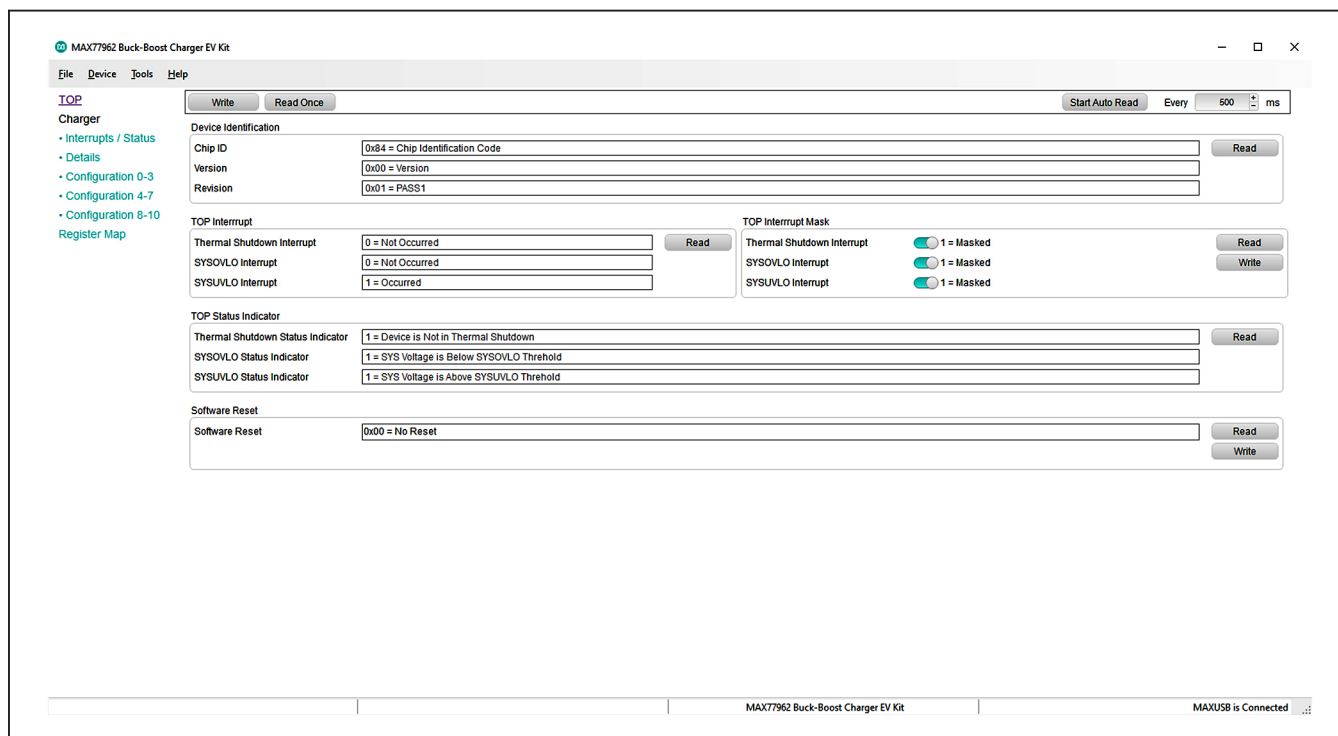 MAX77962 Buck-Boost Charger EV Kit
File Device Tools Help
TOP
Charger
• Interrupts / Status
• Details
• Configuration 0-3
• Configuration 4-7
• Configuration 8-10
Register Map
Write Read Once Start Auto Read Every 500 ms
Device Identification
Chip ID 0x84 = Chip Identification Code Read
Version 0x00 = Version
Revision 0x01 = PASS1
TOP Interrrupt
Thermal Shutdown Interrupt 0 = Not Occurred Read
SYSOVLO Interrupt 0 = Not Occurred
SYSUVLO Interrupt 1 = Occurred
TOP Interrrupt Mask
Thermal Shutdown Interrupt 1 = Masked Read
SYSOVLO Interrupt 1 = Masked Write
SYSUVLO Interrupt 1 = Masked
TOP Status Indicator
Thermal Shutdown Status Indicator 1 = Device is Not in Thermal Shutdown Read
SYSOVLO Status Indicator 1 = SYS Voltage is Below SYSOVLO Threhold
SYSUVLO Status Indicator 1 = SYS Voltage is Above SYSUVLO Threhold
Software Reset
Software Reset 0x00 = No Reset Read
Write
MAX77962 Buck-Boost Charger EV Kit MAXUSB is Connected